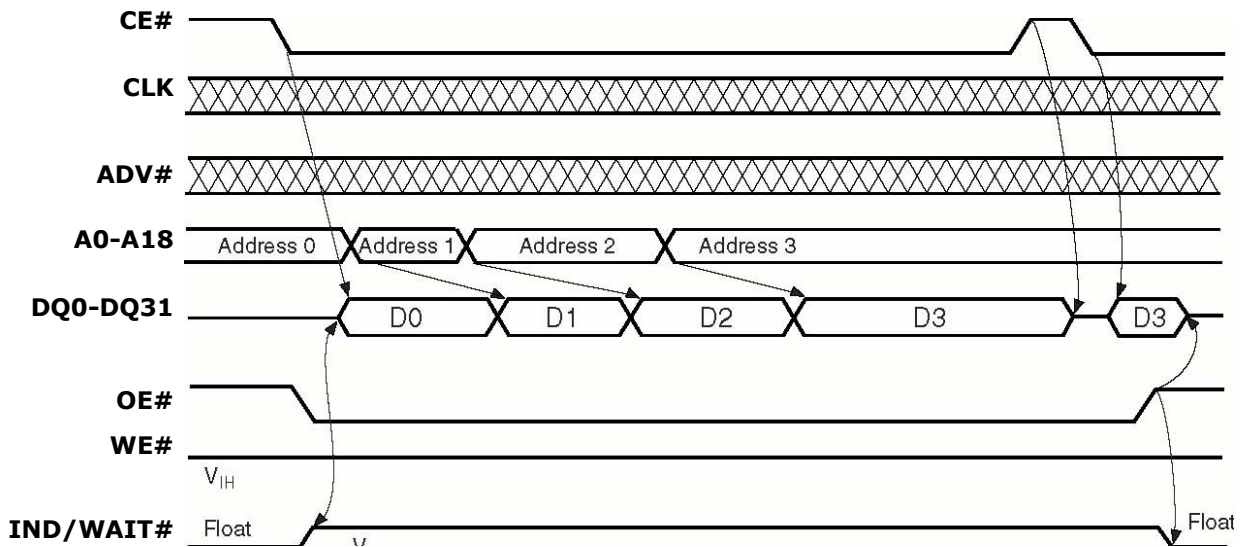 CE#
CLK
ADV#
A0-A18 Address 0 Address 1 Address 2 Address 3
DQ0-DQ31 D0 D1 D2 D3 D3
OE#
WE#
VIH
IND/WAIT# Float Float
V